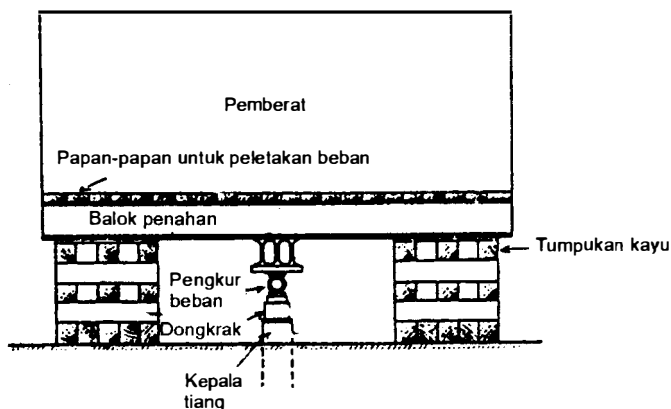 Pemberat
Papan-papan untuk peletakan beban
Balok penahan
Tumpukan kayu
Pengkur
beban
Dongkrak
Kepala
tiang